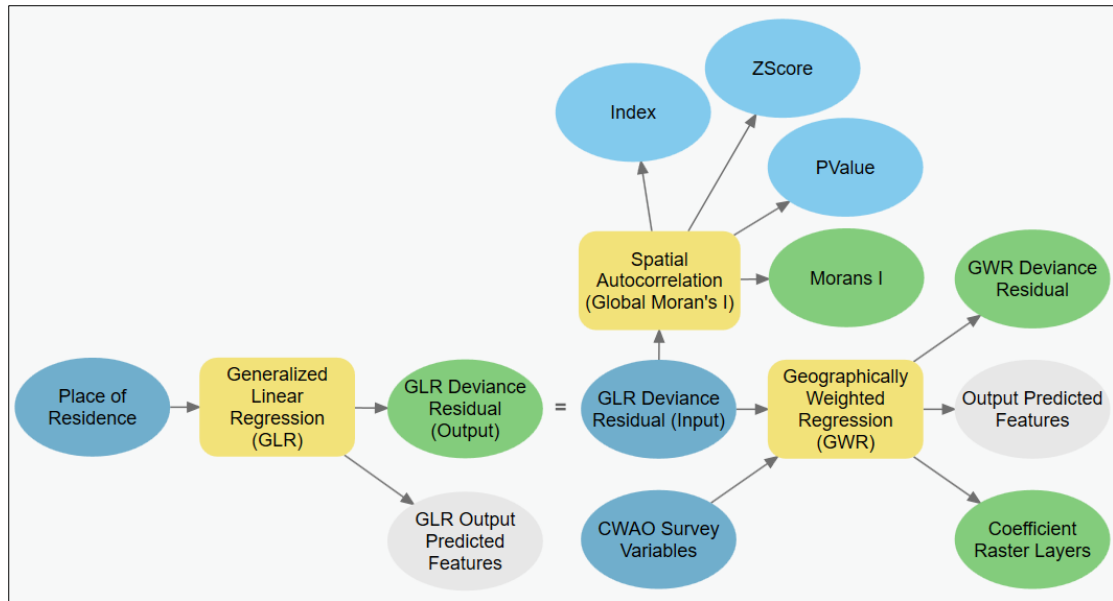 ZScore
Index
PValue
Spatial
Autocorrelation
(Global Moran's I)
Morans I
GWR Deviance
Residual
Place of
Residence
Generalized
Linear
Regression
(GLR)
GLR Deviance
Residual
(Output)
=
GLR Deviance
Residual (Input)
Geographically
Weighted
Regression
(GWR)
Output Predicted
Features
GLR Output
Predicted
Features
CWAO Survey
Variables
Coefficient
Raster Layers